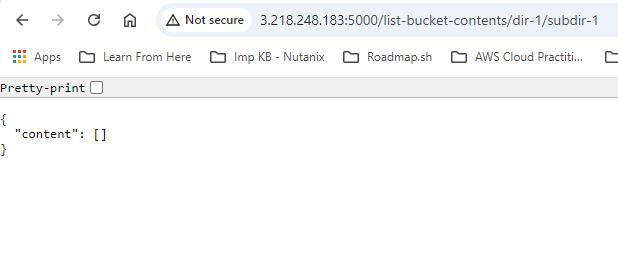 Not secure 3.218.248.183:5000/list-bucket-contents/dir-1/subdir-1
Apps Learn From Here Imp KB - Nutanix Roadmap.sh AWS Cloud Practiti...
Pretty-print
{
"content": []
}